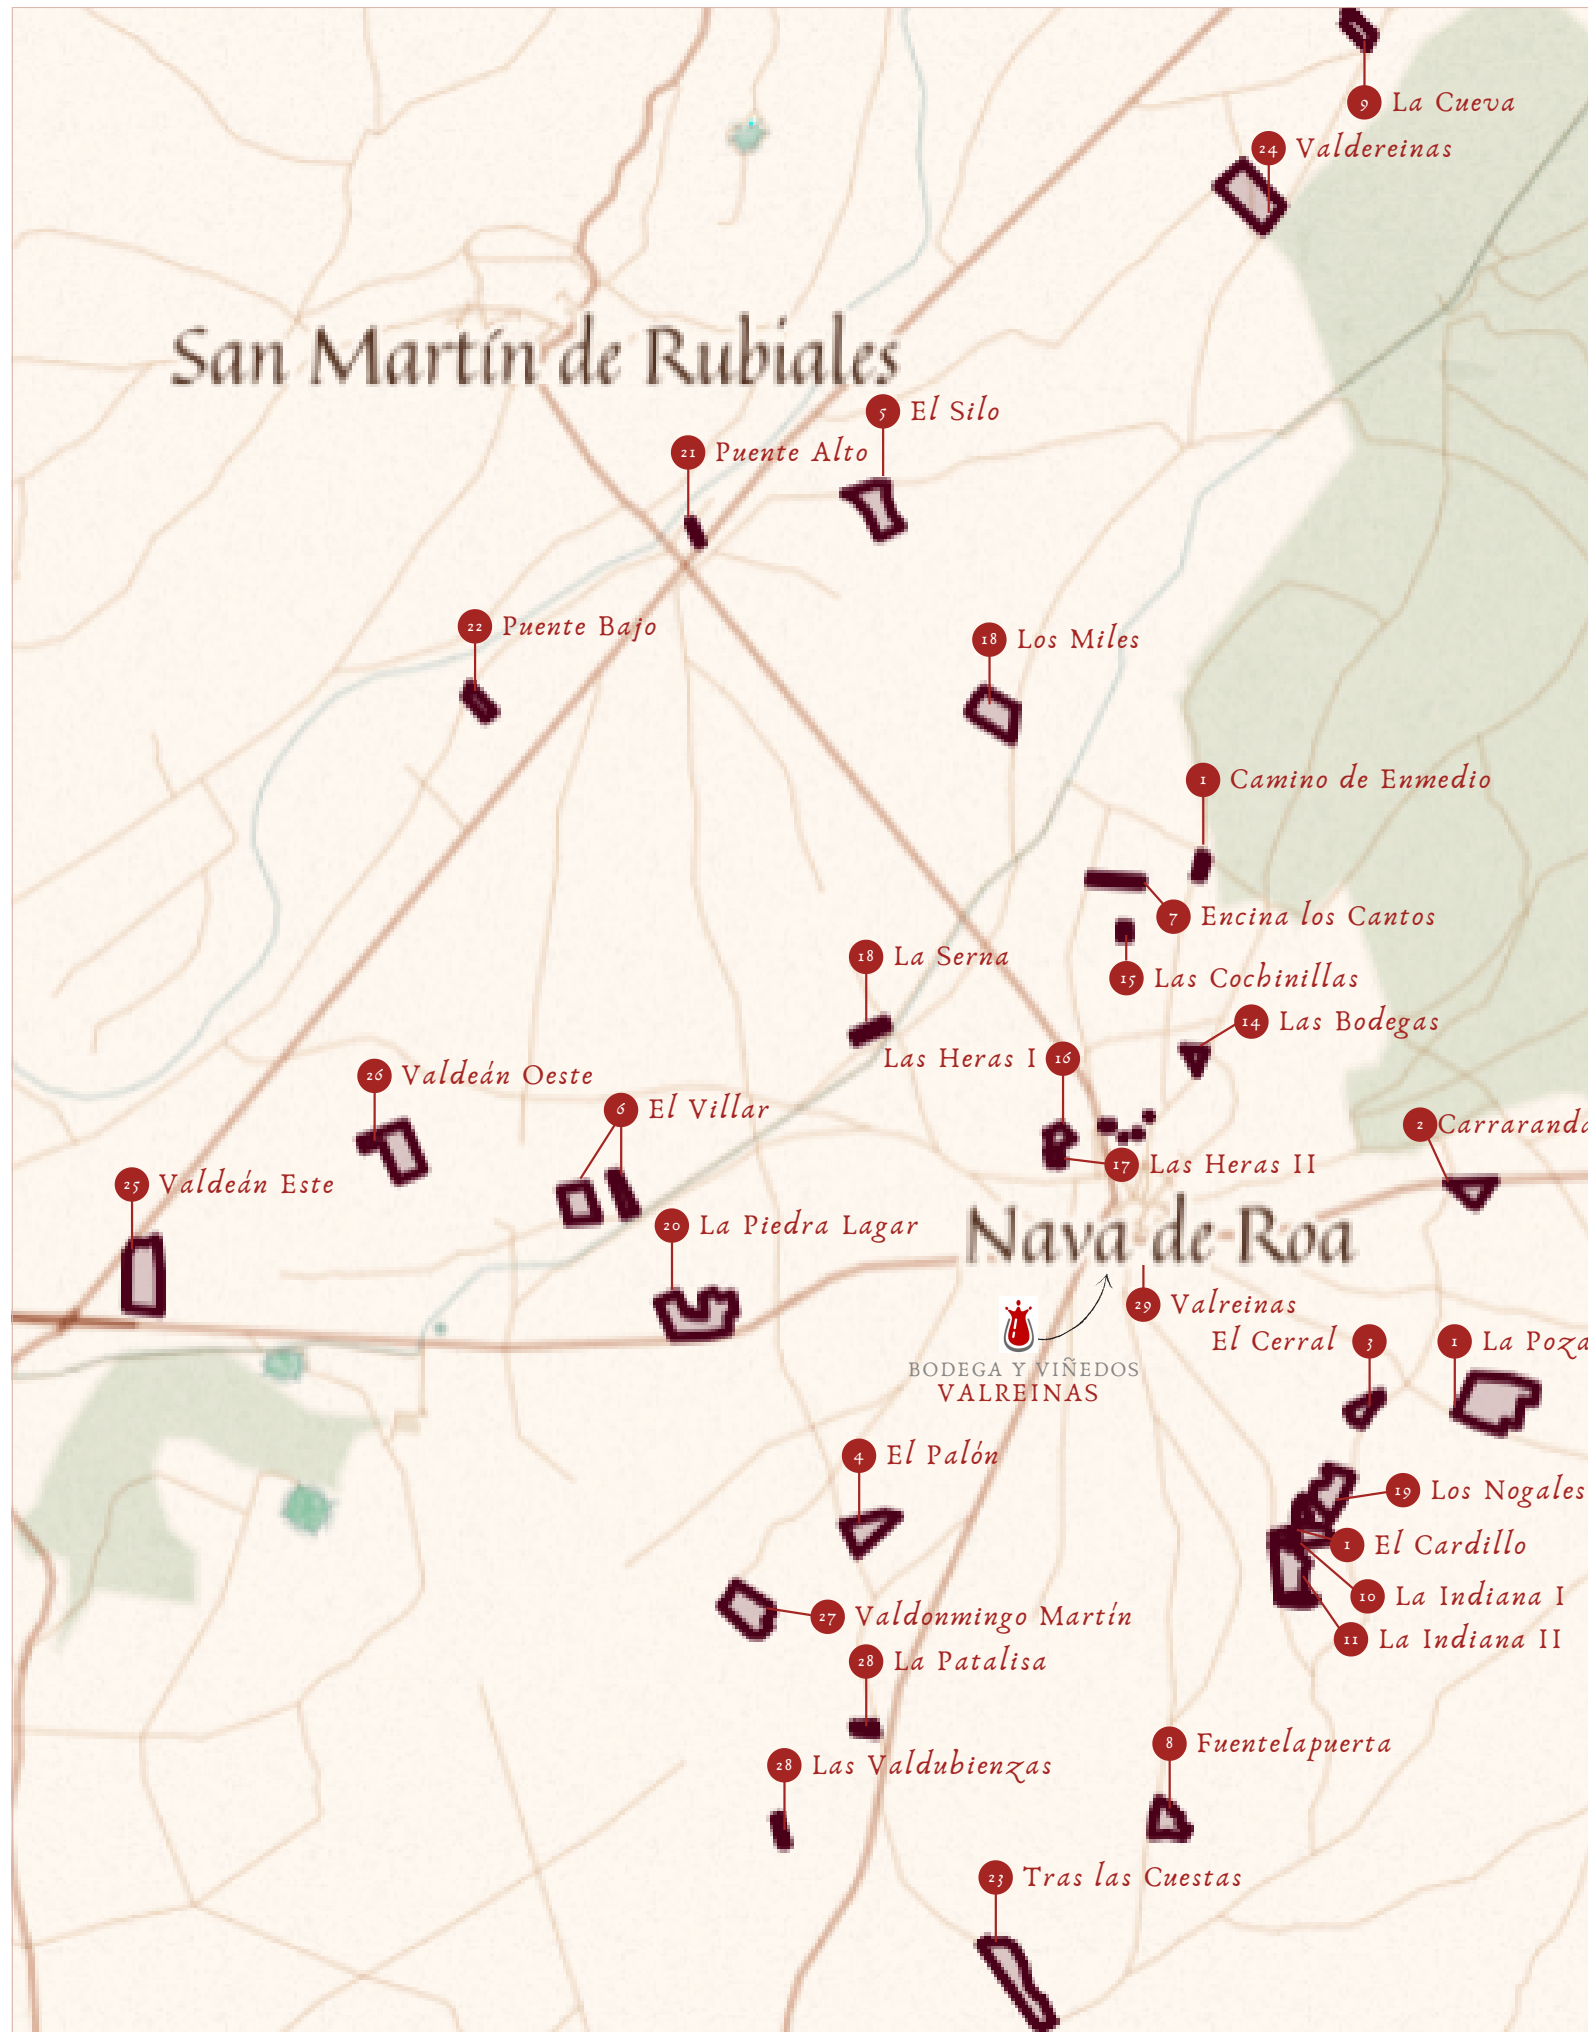 9 La Cueva
24 Valdereinas
San Martín de Rubiales
5 El Silo
21 Puente Alto
22 Puente Bajo
18 Los Miles
1 Camino de Enmedio
7 Encina los Cantos
18 La Serna
15 Las Cochinillas
14 Las Bodegas
Las Heras I 16
26 Valdeán Oeste
6 El Villar
2 Carraranda
17 Las Heras II
25 Valdeán Este
20 La Piedra Lagar
Nava de Roa
29 Valreinas
El Cerral 3
1 La Poza
BODEGA Y VIÑEDOS
VALREINAS
4 El Palón
19 Los Nogales
1 El Cardillo
10 La Indiana I
27 Valdonmingo Martín
11 La Indiana II
28 La Patalisa
8 Fuentelapuerta
28 Las Valdubienzas
23 Tras las Cuestas